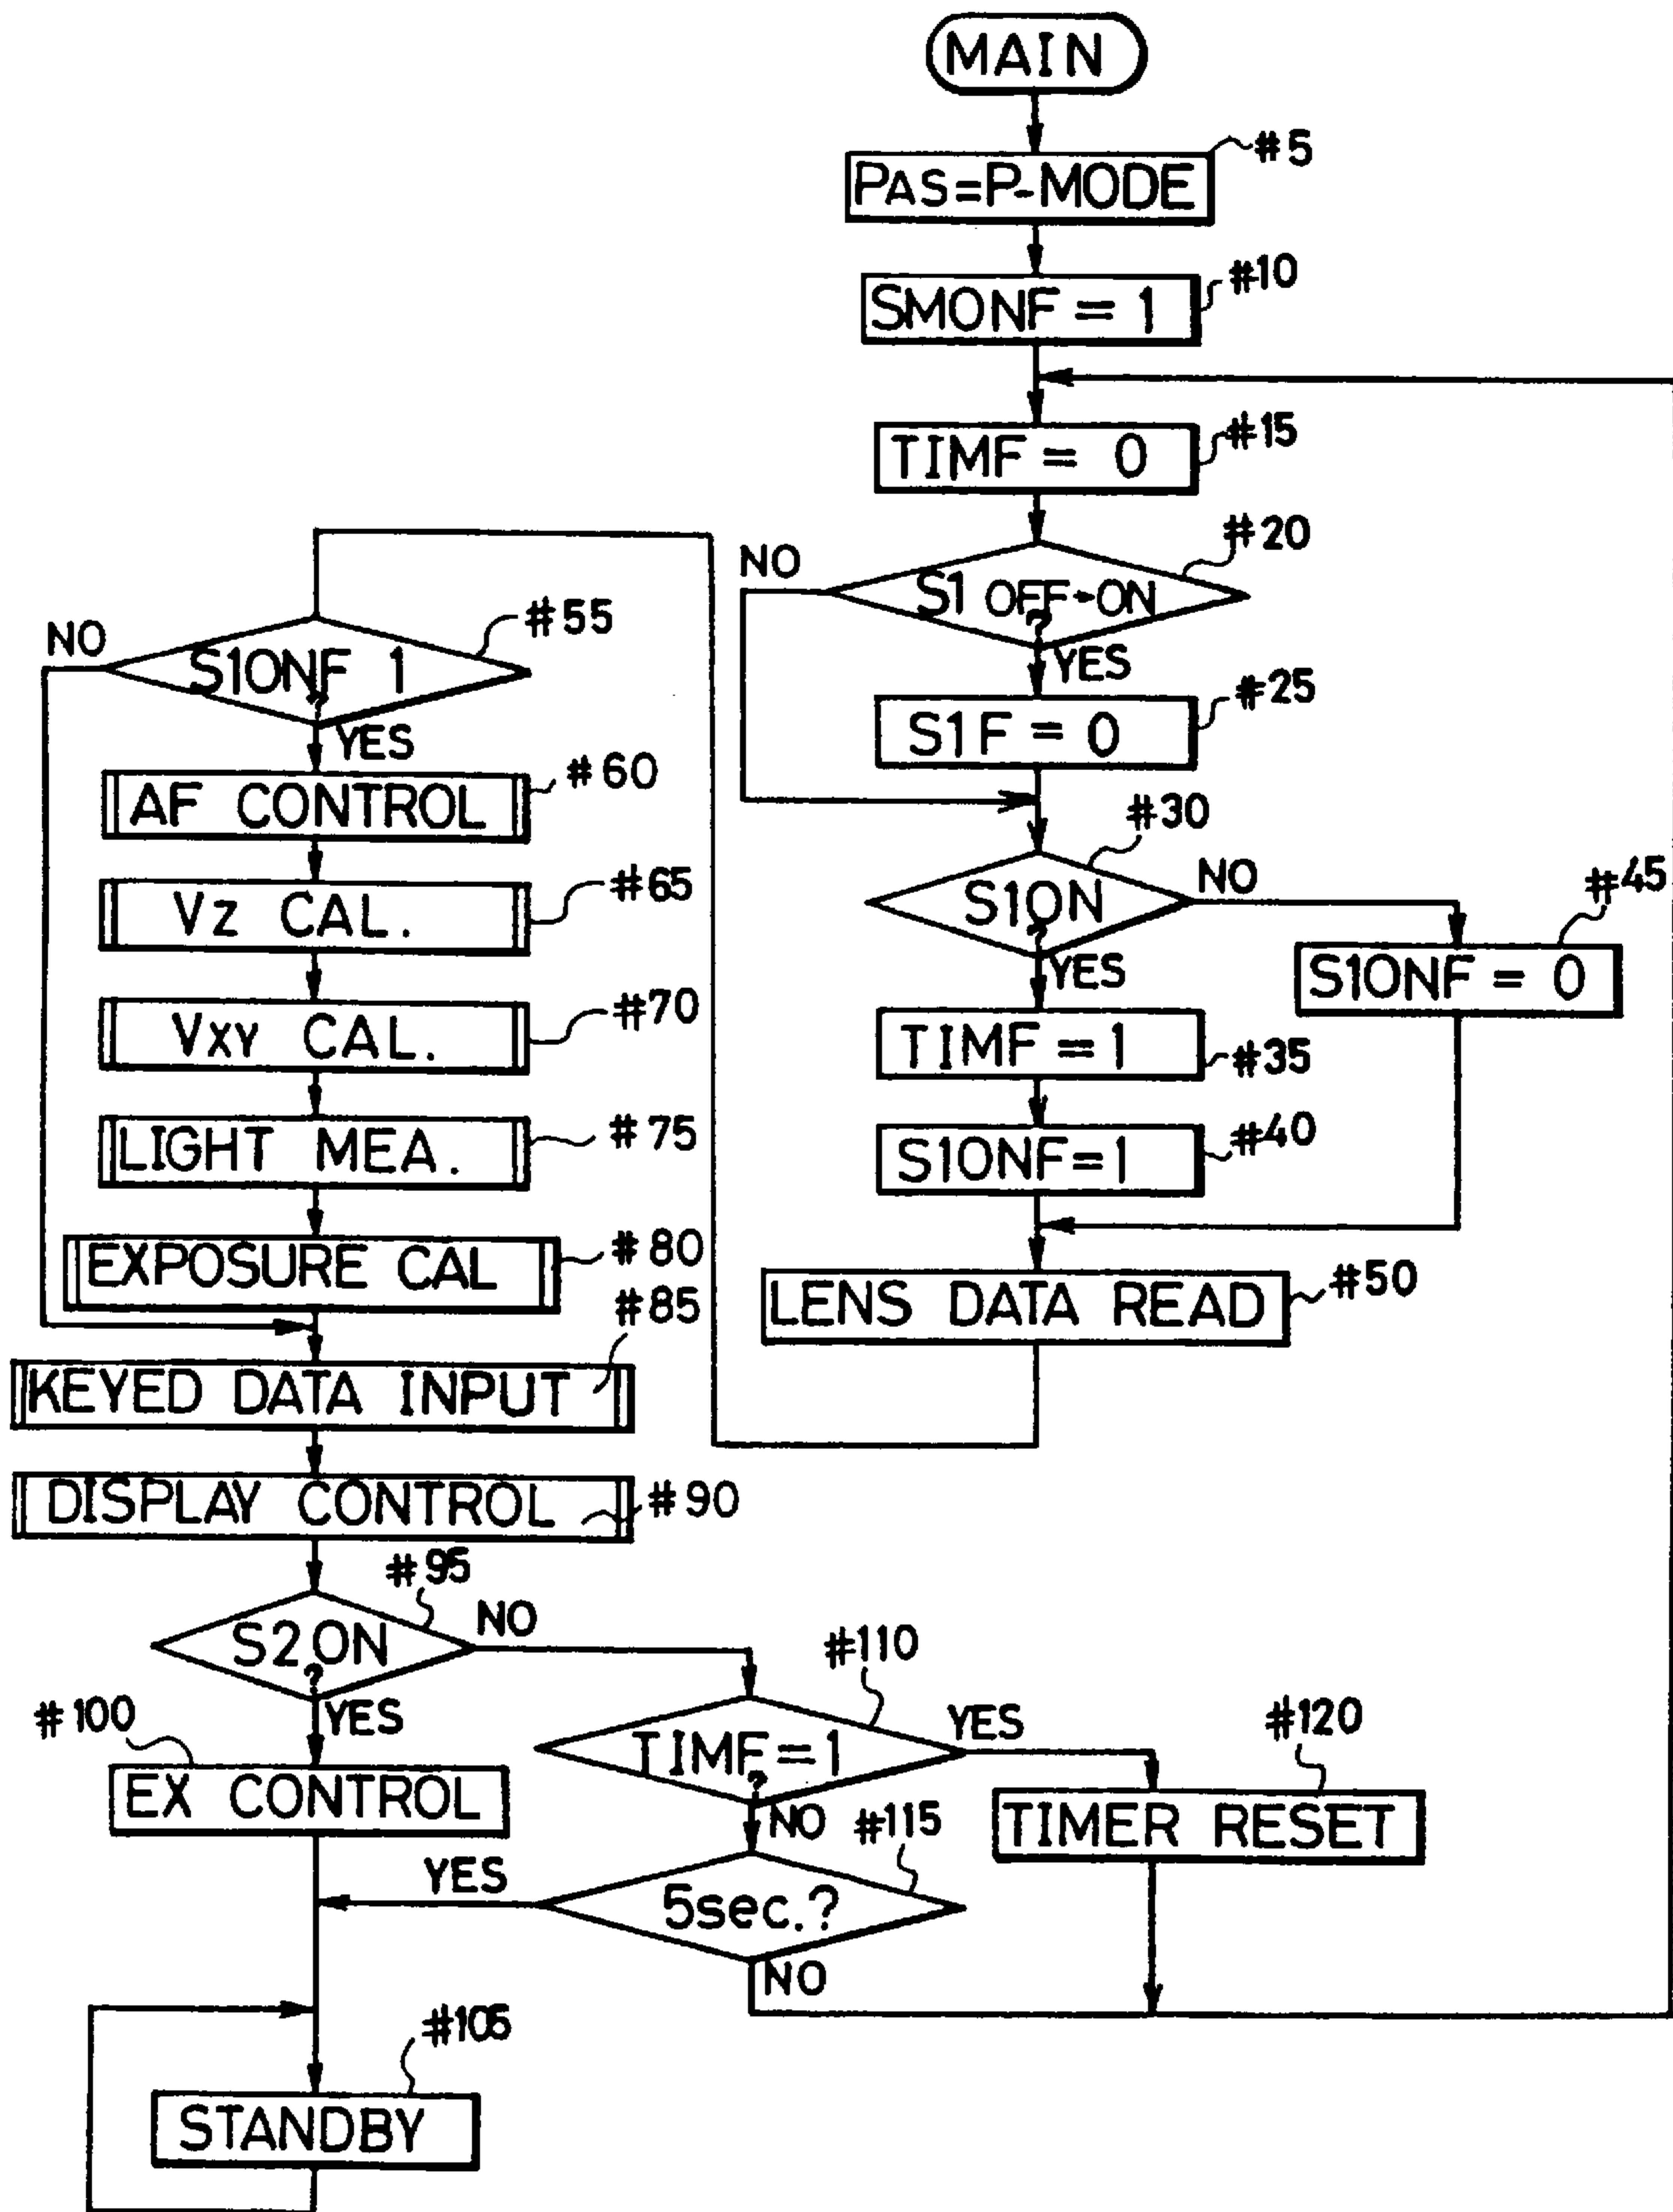 MAIN
PAS=P-MODE
#5
SMONF = 1
#10
TIMF = 0
#15
S1 OFF→ON
?
#20
NO
YES
S1F = 0
#25
S1ON
?
#30
NO
YES
S1ONF = 0
#45
TIMF = 1
#35
S1ONF=1
#40
LENS DATA READ
#50
S1ONF 1
?
#55
NO
YES
AF CONTROL
#60
VZ CAL.
#65
VXY CAL.
#70
LIGHT MEA.
#75
EXPOSURE CAL
#80
KEYED DATA INPUT
#85
DISPLAY CONTROL
#90
S2 ON
?
#95
NO
YES
EX CONTROL
#100
TIMF=1
?
#110
YES
NO
TIMER RESET
#120
5sec.?
#115
YES
NO
STANDBY
#105